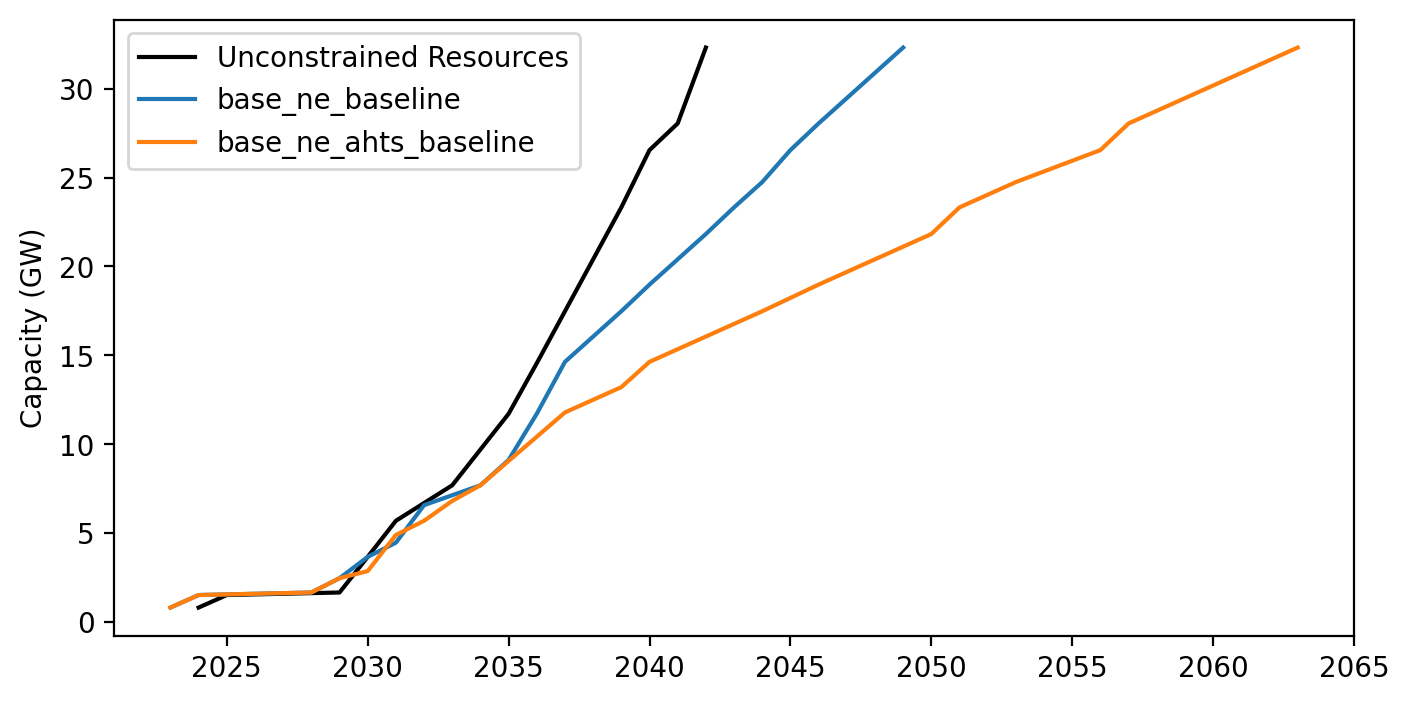 Unconstrained Resources
base_ne_baseline
base_ne_ahts_baseline
Capacity (GW)
30
25
20
15
10
5
0
2025 2030 2035 2040 2045 2050 2055 2060 2065